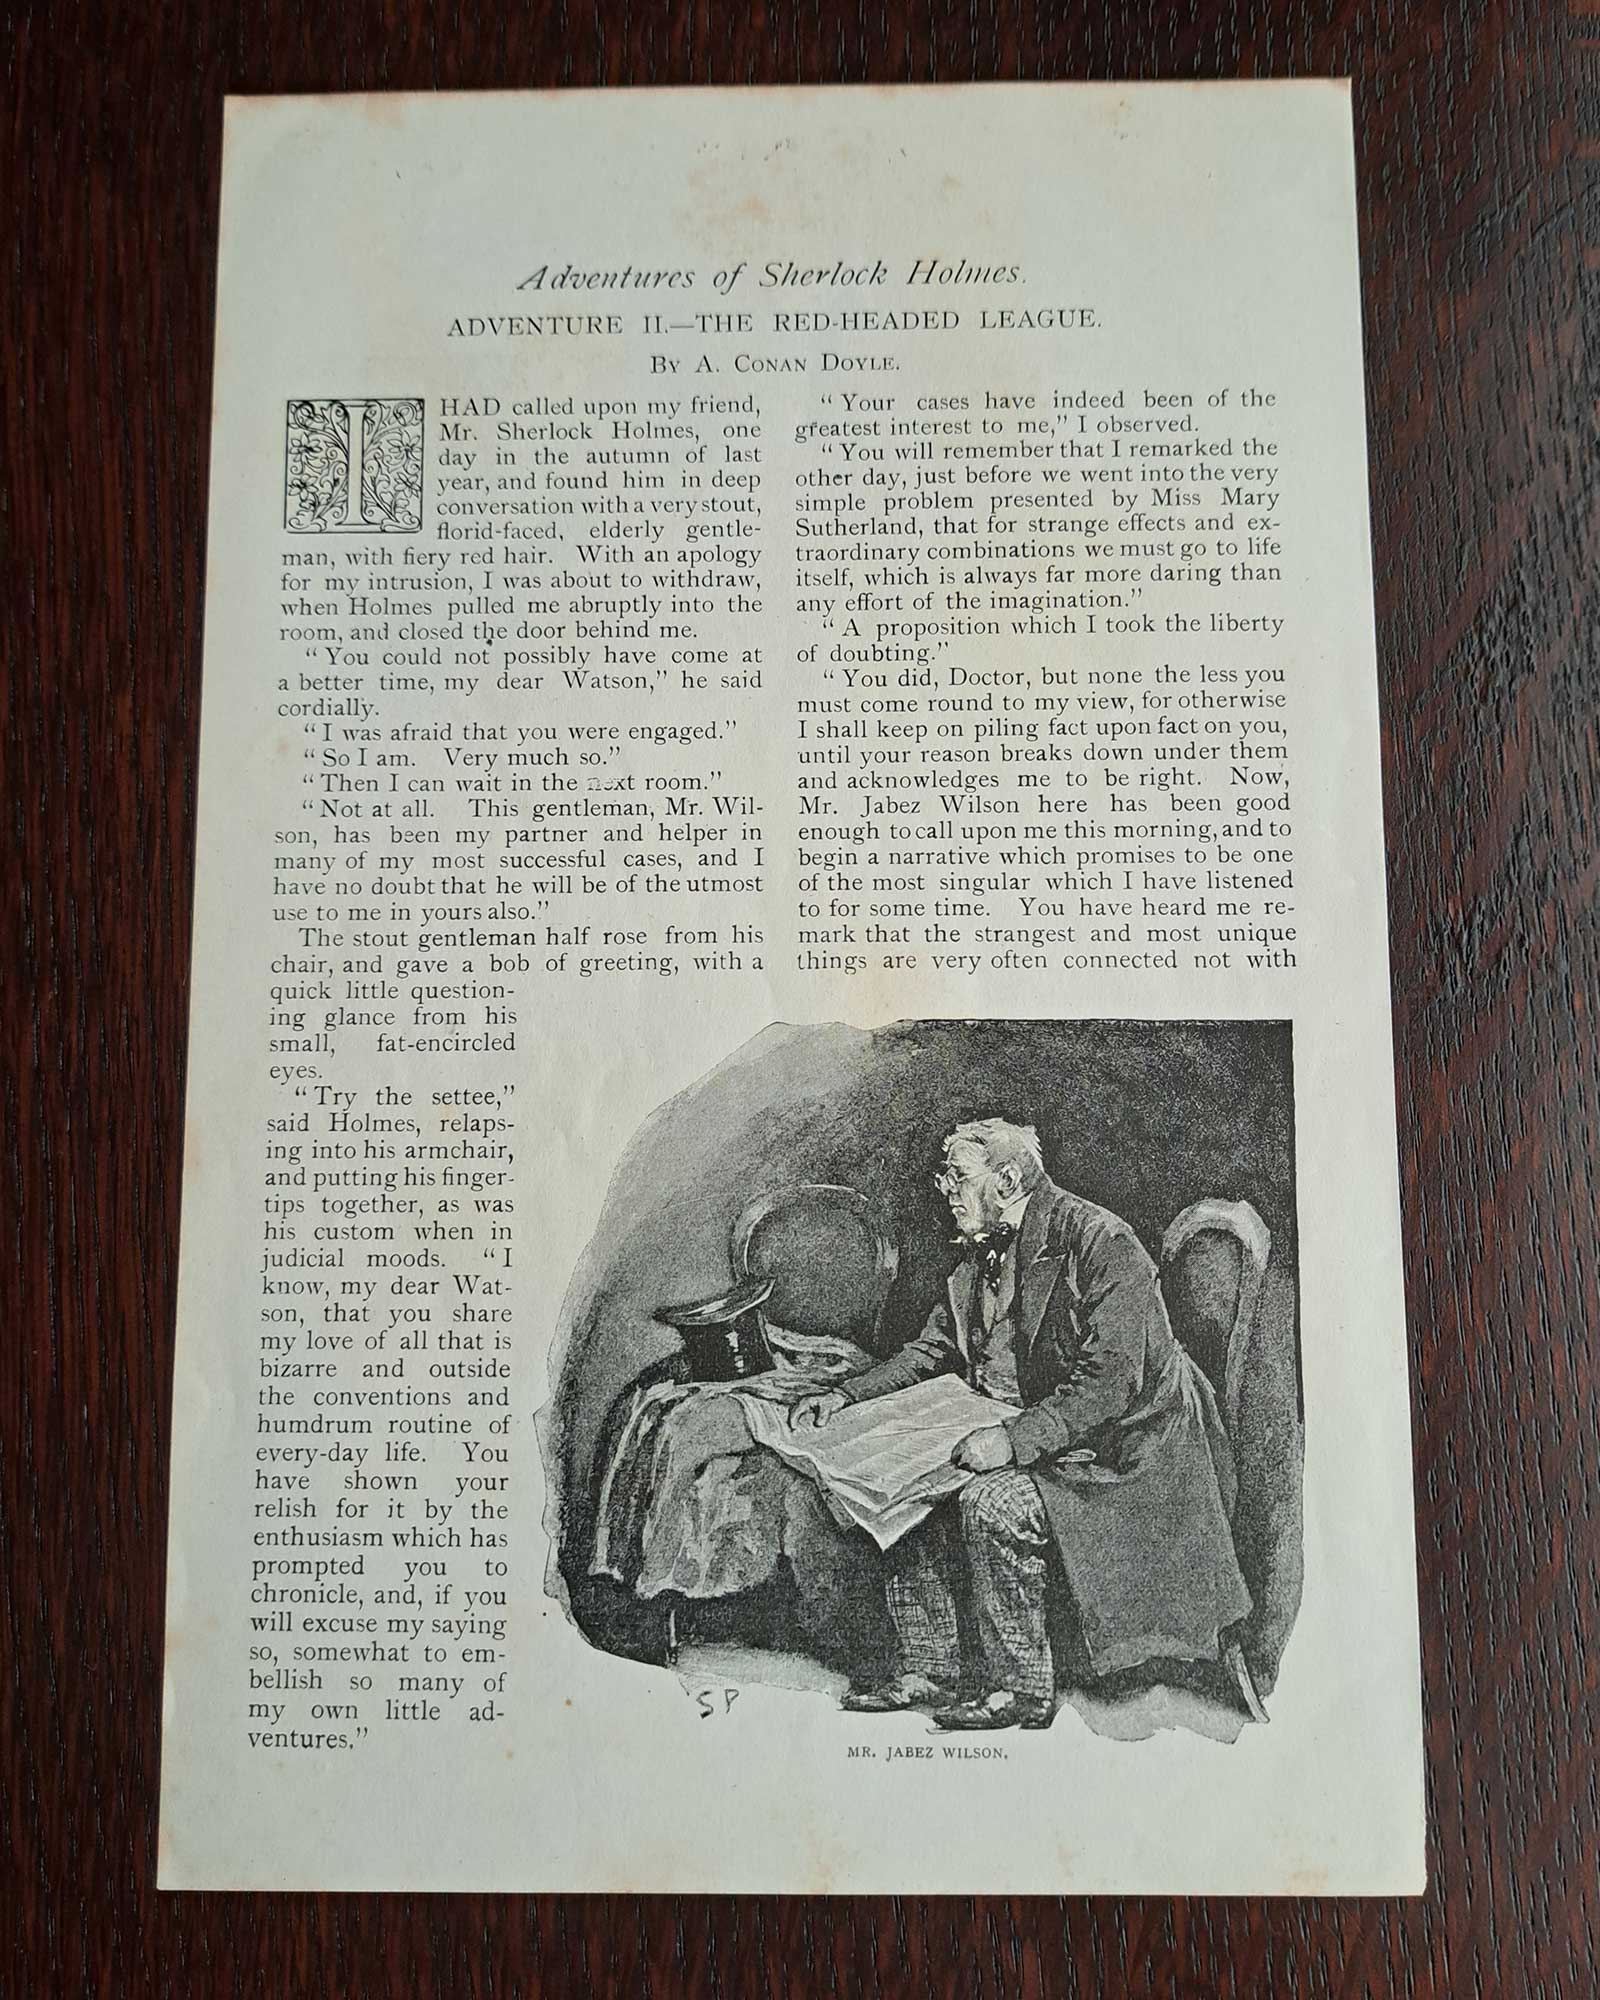 Adventures of Sherlock Holmes.
ADVENTURE II.—THE RED-HEADED LEAGUE.
BY A. CONAN DOYLE.
I HAD called upon my friend,
Mr. Sherlock Holmes, one
day in the autumn of last
year, and found him in deep
conversation with a very stout,
florid-faced, elderly gentle-
man, with fiery red hair. With an apology
for my intrusion, I was about to withdraw,
when Holmes pulled me abruptly into the
room, and closed the door behind me.
“You could not possibly have come at
a better time, my dear Watson,” he said
cordially.
“I was afraid that you were engaged.”
“So I am. Very much so.”
“Then I can wait in the next room.”
“Not at all. This gentleman, Mr. Wil-
son, has been my partner and helper in
many of my most successful cases, and I
have no doubt that he will be of the utmost
use to me in yours also.”
The stout gentleman half rose from his
chair, and gave a bob of greeting, with a
quick little question-
ing glance from his
small, fat-encircled
eyes.
“Try the settee,”
said Holmes, relaps-
ing into his armchair,
and putting his finger-
tips together, as was
his custom when in
judicial moods. “I
know, my dear Wat-
son, that you share
my love of all that is
bizarre and outside
the conventions and
humdrum routine of
every-day life. You
have shown your
relish for it by the
enthusiasm which has
prompted you to
chronicle, and, if you
will excuse my saying
so, somewhat to em-
bellish so many of
my own little ad-
ventures.”
“Your cases have indeed been of the
greatest interest to me,” I observed.
“You will remember that I remarked the
other day, just before we went into the very
simple problem presented by Miss Mary
Sutherland, that for strange effects and ex-
traordinary combinations we must go to life
itself, which is always far more daring than
any effort of the imagination.”
“A proposition which I took the liberty
of doubting.”
“You did, Doctor, but none the less you
must come round to my view, for otherwise
I shall keep on piling fact upon fact on you,
until your reason breaks down under them
and acknowledges me to be right. Now,
Mr. Jabez Wilson here has been good
enough to call upon me this morning, and to
begin a narrative which promises to be one
of the most singular which I have listened
to for some time. You have heard me re-
mark that the strangest and most unique
things are very often connected not with
SP
MR. JABEZ WILSON.